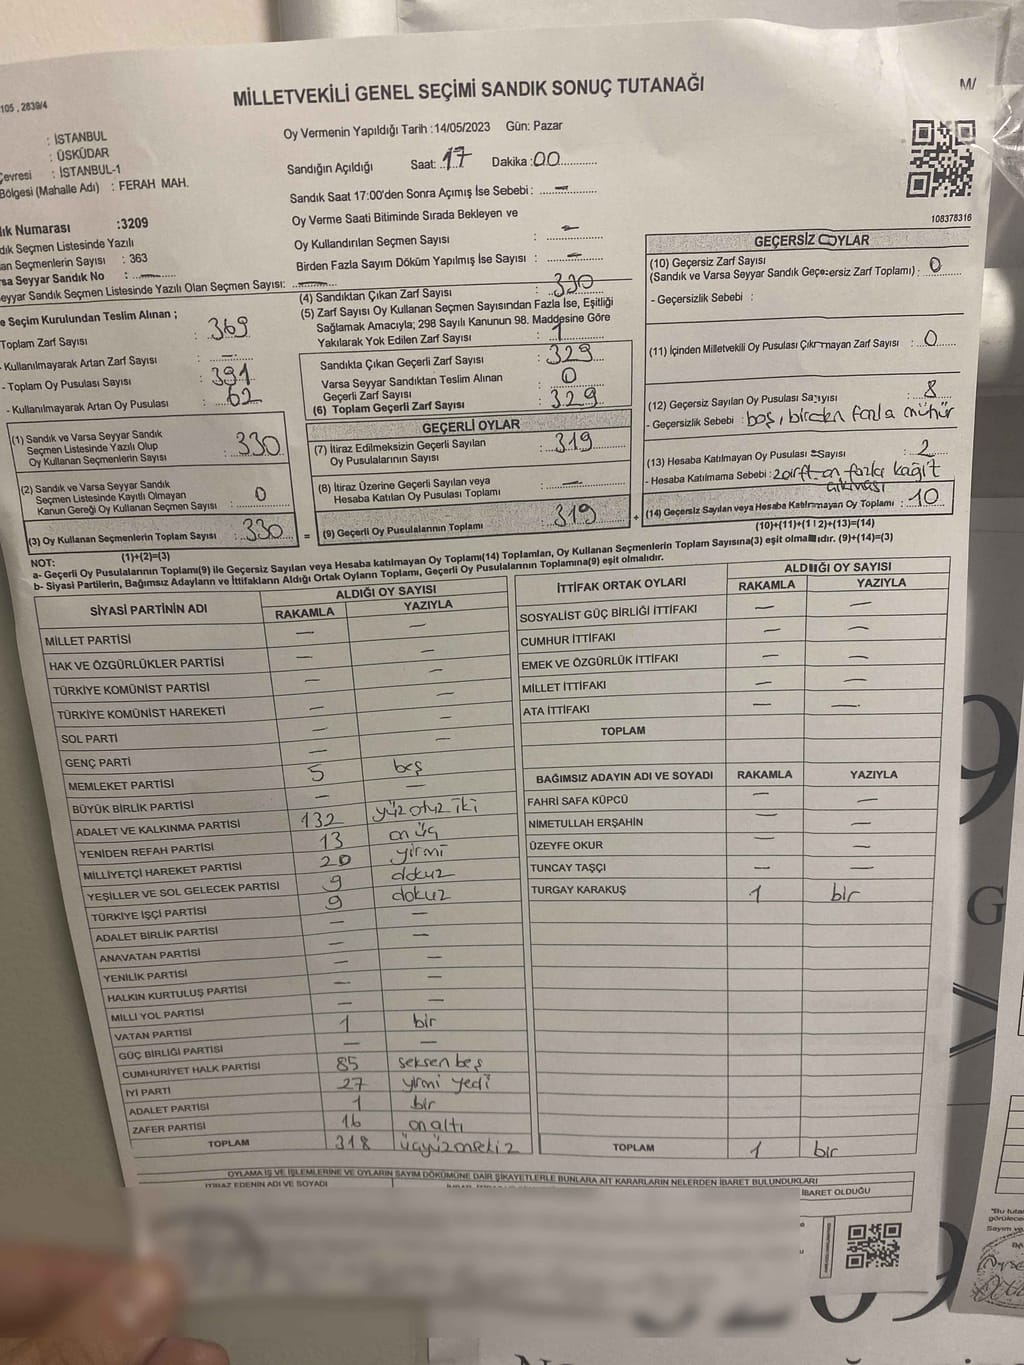 105 , 2839/4
MİLLETVEKİLİ GENEL SEÇİMİ SANDIK SONUÇ TUTANAĞI
M/
: İSTANBUL
: ÜSKÜDAR
: İSTANBUL-1
Bölgesi (Mahalle Adı) : FERAH MAH.
Numarası :3209
Seçmen Listesinde Yazılı
Seçmenlerin Sayısı : 363
Seyyar Sandık No : —
Seyyar Sandık Seçmen Listesinde Yazılı Olan Seçmen Sayısı: —
Oy Vermenin Yapıldığı Tarih :14/05/2023 Gün: Pazar
Sandığın Açıldığı Saat: 17 Dakika :00
Sandık Saat 17:00'den Sonra Açımış İse Sebebi : —
Oy Verme Saati Bitiminde Sırada Bekleyen ve
Oy Kullandırılan Seçmen Sayısı : —
Birden Fazla Sayım Döküm Yapılmış İse Sayısı : —
108378316
Seçim Kurulundan Teslim Alınan ;
Toplam Zarf Sayısı : 369
- Kullanılmayarak Artan Zarf Sayısı : —
- Toplam Oy Pusulası Sayısı : 391
- Kullanılmayarak Artan Oy Pusulası : 62
(1) Sandık ve Varsa Seyyar Sandık
Seçmen Listesinde Yazılı Olup
Oy Kullanan Seçmenlerin Sayısı : 330
(2) Sandık ve Varsa Seyyar Sandık
Seçmen Listesinde Kayıtlı Olmayan
Kanun Gereği Oy Kullanan Seçmen Sayısı : 0
(3) Oy Kullanan Seçmenlerin Toplam Sayısı : 330
(1)+(2)=(3)
(4) Sandıktan Çıkan Zarf Sayısı : 330
(5) Zarf Sayısı Oy Kullanan Seçmen Sayısından Fazla İse, Eşitliği
Sağlamak Amacıyla; 298 Sayılı Kanunun 98. Maddesine Göre
Yakılarak Yok Edilen Zarf Sayısı : 1
Sandıkta Çıkan Geçerli Zarf Sayısı : 329
Varsa Seyyar Sandıktan Teslim Alınan
Geçerli Zarf Sayısı : 0
(6) Toplam Geçerli Zarf Sayısı : 329
GEÇERLİ OYLAR
(7) İtiraz Edilmeksizin Geçerli Sayılan
Oy Pusulalarının Sayısı : 319
(8) İtiraz Üzerine Geçerli Sayılan veya
Hesaba Katılan Oy Pusulası Toplamı : —
= (9) Geçerli Oy Pusulalarının Toplamı : 319 +
GEÇERSİZ OYLAR
(10) Geçersiz Zarf Sayısı
(Sandık ve Varsa Seyyar Sandık Geçersiz Zarf Toplamı) : 0
- Geçersizlik Sebebi :
(11) İçinden Milletvekili Oy Pusulası Çıkmayan Zarf Sayısı : 0
(12) Geçersiz Sayılan Oy Pusulası Sayısı : 8
- Geçersizlik Sebebi : boş, birden fazla mühür
(13) Hesaba Katılmayan Oy Pusulası Sayısı : 2
- Hesaba Katılmama Sebebi : fazla kağıt
çıkması
(14) Geçersiz Sayılan veya Hesaba Katılmayan Oy Toplamı : 10
(10)+(11)+(12)+(13)=(14)
NOT:
a- Geçerli Oy Pusulalarının Toplamı(9) ile Geçersiz Sayılan veya Hesaba katılmayan Oy Toplamı(14) Toplamları, Oy Kullanan Seçmenlerin Toplam Sayısına(3) eşit olmalıdır. (9)+(14)=(3)
b- Siyasi Partilerin, Bağımsız Adayların ve İttifakların Aldığı Ortak Oyların Toplamı, Geçerli Oy Pusulalarının Toplamına(9) eşit olmalıdır.
SİYASİ PARTİNİN ADI ALDIĞI OY SAYISI
RAKAMLA YAZIYLA
MİLLET PARTİSİ — —
HAK VE ÖZGÜRLÜKLER PARTİSİ — —
TÜRKİYE KOMÜNİST PARTİSİ — —
TÜRKİYE KOMÜNİST HAREKETİ — —
SOL PARTİ — —
GENÇ PARTİ — —
MEMLEKET PARTİSİ 5 beş
BÜYÜK BİRLİK PARTİSİ — —
ADALET VE KALKINMA PARTİSİ 132 yüz otuz iki
YENİDEN REFAH PARTİSİ 13 on üç
MİLLİYETÇİ HAREKET PARTİSİ 20 yirmi
YEŞİLLER VE SOL GELECEK PARTİSİ 9 dokuz
TÜRKİYE İŞÇİ PARTİSİ 9 dokuz
ADALET BİRLİK PARTİSİ — —
ANAVATAN PARTİSİ — —
YENİLİK PARTİSİ — —
HALKIN KURTULUŞ PARTİSİ — —
MİLLİ YOL PARTİSİ — —
VATAN PARTİSİ 1 bir
GÜÇ BİRLİĞİ PARTİSİ — —
CUMHURİYET HALK PARTİSİ 85 seksen beş
İYİ PARTİ 27 yirmi yedi
ADALET PARTİSİ 1 bir
ZAFER PARTİSİ 16 on altı
TOPLAM 318 üçyüzonsekiz
İTTİFAK ORTAK OYLARI ALDIĞI OY SAYISI
RAKAMLA YAZIYLA
SOSYALİST GÜÇ BİRLİĞİ İTTİFAKI — —
CUMHUR İTTİFAKI — —
EMEK VE ÖZGÜRLÜK İTTİFAKI — —
MİLLET İTTİFAKI — —
ATA İTTİFAKI — —
TOPLAM
BAĞIMSIZ ADAYIN ADI VE SOYADI RAKAMLA YAZIYLA
FAHRİ SAFA KÜPCÜ — —
NİMETULLAH ERŞAHİN — —
ÜZEYFE OKUR — —
TUNCAY TAŞÇI — —
TURGAY KARAKUŞ 1 bir
TOPLAM 1 bir
OYLAMA İŞ VE İŞLEMLERİNE VE OYLARIN SAYIM DÖKÜMÜNE DAİR ŞİKAYETLERLE BUNLARA AİT KARARLARIN NELERDEN İBARET BULUNDUKLARI
İTİRAZ EDENİN ADI VE SOYADI
İBARET OLDUĞU